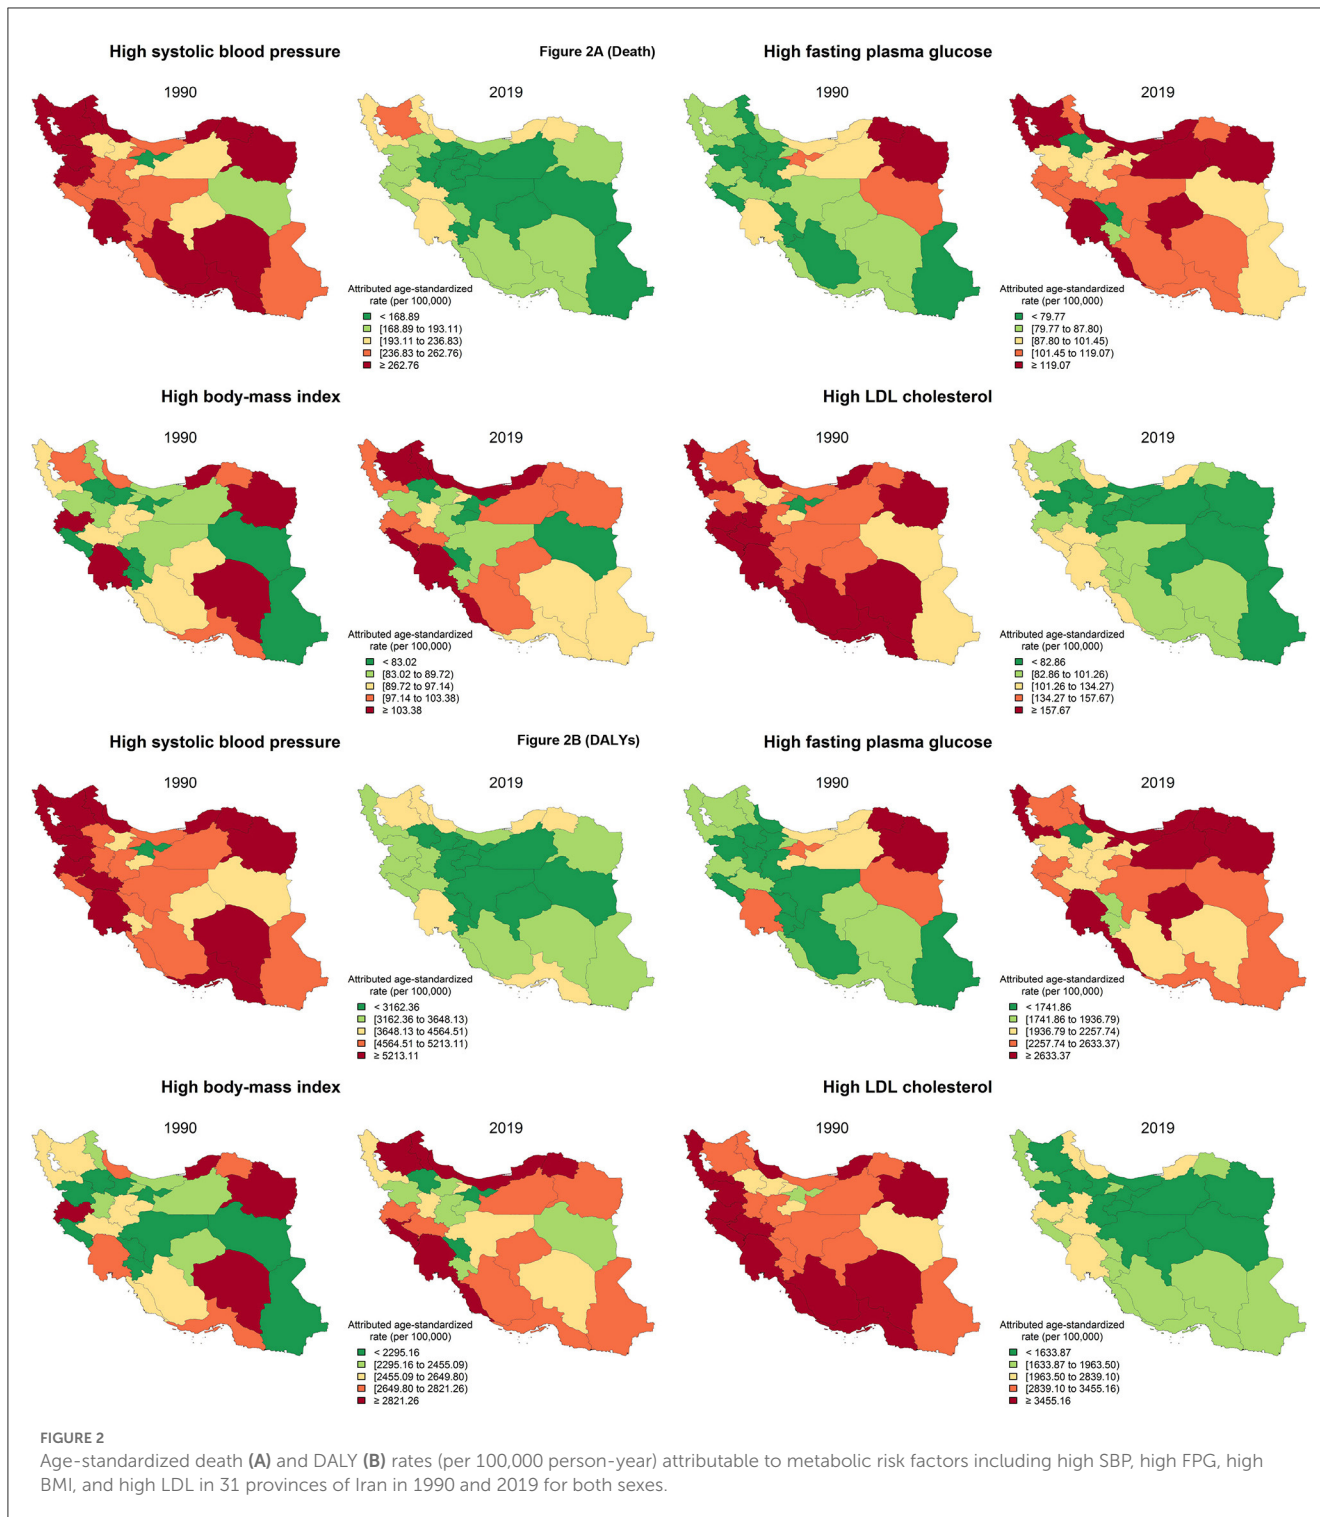 High systolic blood pressure
Figure 2A (Death)
High fasting plasma glucose
1990
2019
1990
2019
Attributed age-standardized
rate (per 100,000)
< 168.89
[168.89 to 193.11)
[193.11 to 236.83)
[236.83 to 262.76)
≥ 262.76
Attributed age-standardized
rate (per 100,000)
< 79.77
[79.77 to 87.80)
[87.80 to 101.45)
[101.45 to 119.07)
≥ 119.07
High body-mass index
High LDL cholesterol
1990
2019
1990
2019
Attributed age-standardized
rate (per 100,000)
< 83.02
[83.02 to 89.72)
[89.72 to 97.14)
[97.14 to 103.38)
≥ 103.38
Attributed age-standardized
rate (per 100,000)
< 82.86
[82.86 to 101.26)
[101.26 to 134.27)
[134.27 to 157.67)
≥ 157.67
High systolic blood pressure
Figure 2B (DALYs)
High fasting plasma glucose
1990
2019
1990
2019
Attributed age-standardized
rate (per 100,000)
< 3162.36
[3162.36 to 3648.13)
[3648.13 to 4564.51)
[4564.51 to 5213.11)
≥ 5213.11
Attributed age-standardized
rate (per 100,000)
< 1741.86
[1741.86 to 1936.79)
[1936.79 to 2257.74)
[2257.74 to 2633.37)
≥ 2633.37
High body-mass index
High LDL cholesterol
1990
2019
1990
2019
Attributed age-standardized
rate (per 100,000)
< 2295.16
[2295.16 to 2455.09)
[2455.09 to 2649.80)
[2649.80 to 2821.26)
≥ 2821.26
Attributed age-standardized
rate (per 100,000)
< 1633.87
[1633.87 to 1963.50)
[1963.50 to 2839.10)
[2839.10 to 3455.16)
≥ 3455.16
FIGURE 2
Age-standardized death (A) and DALY (B) rates (per 100,000 person-year) attributable to metabolic risk factors including high SBP, high FPG, high
BMI, and high LDL in 31 provinces of Iran in 1990 and 2019 for both sexes.